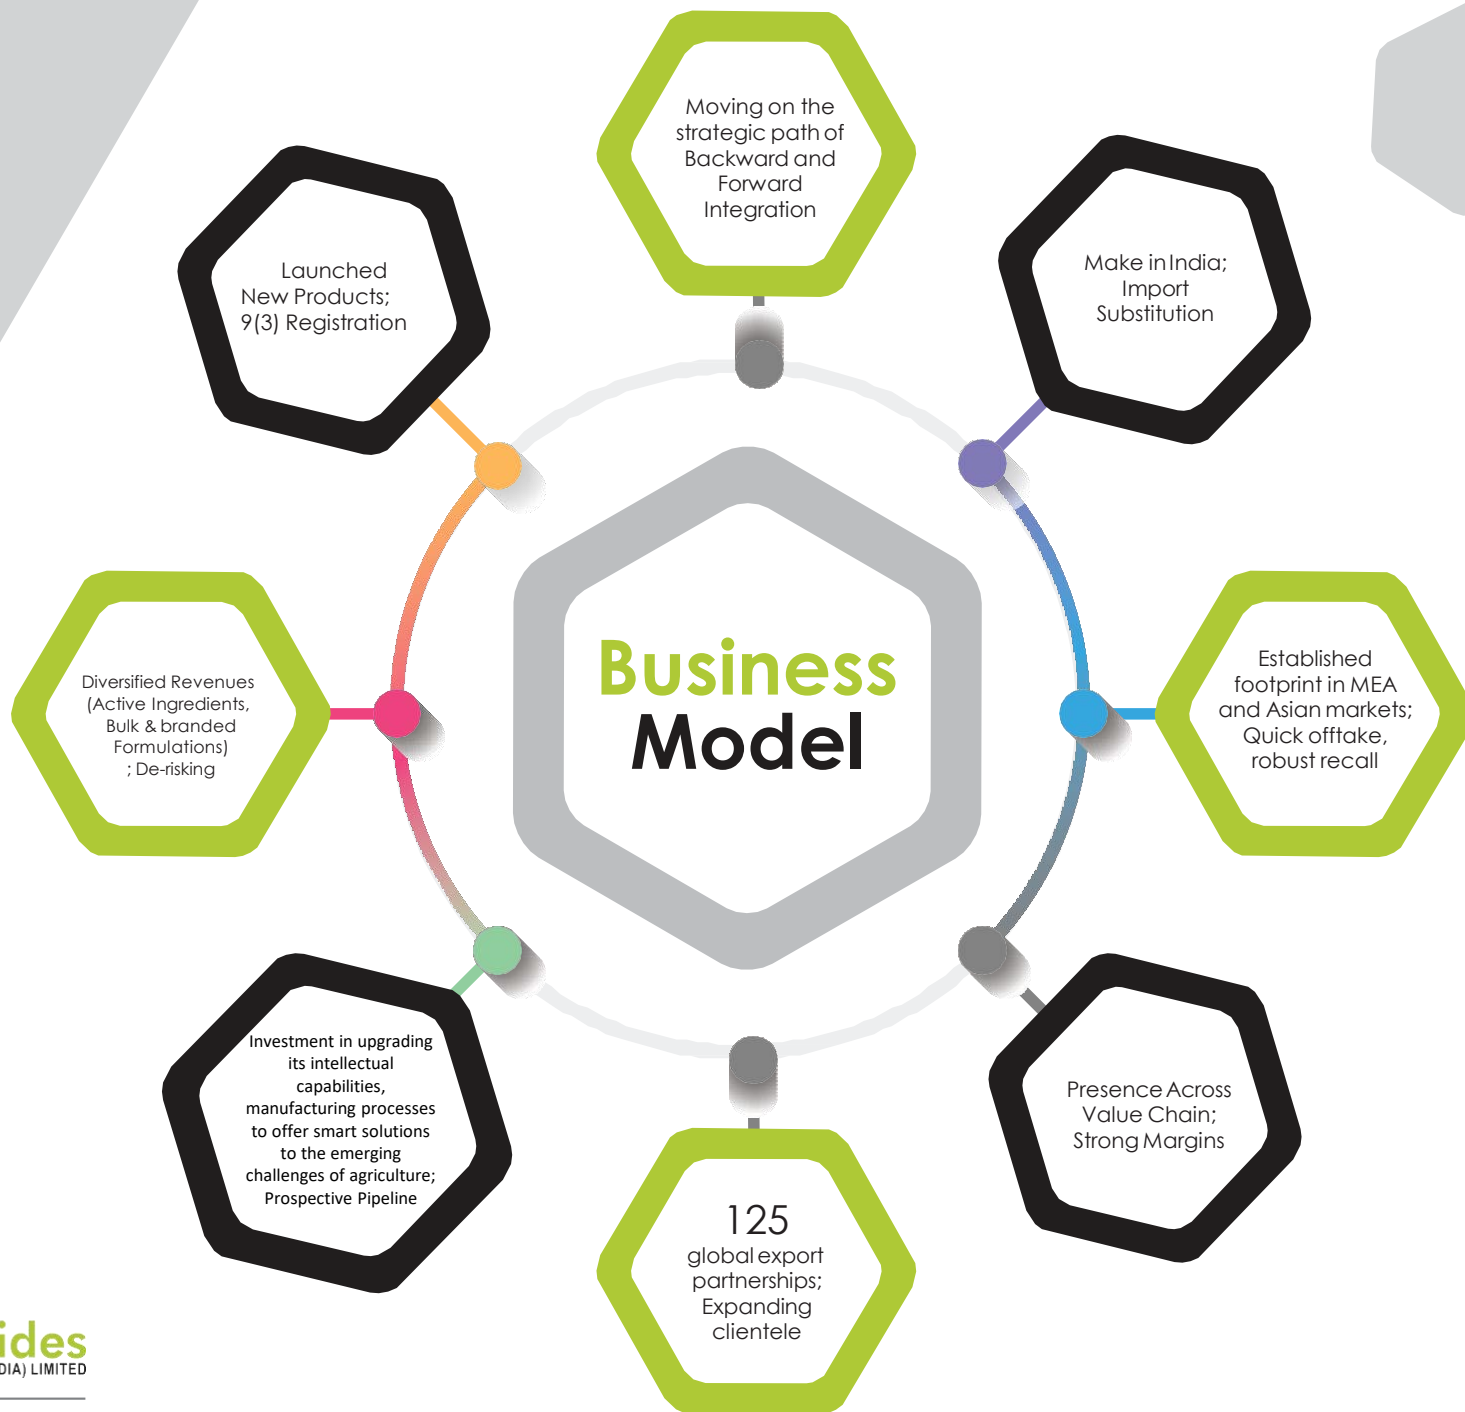 Moving on the
strategic path of
Backward and
Forward
Integration
Make in India;
Import
Substitution
Launched
New Products;
9(3) Registration
Business
Model
Established
footprint in MEA
and Asian markets;
Quick offtake,
robust recall
Diversified Revenues
(Active Ingredients,
Bulk & branded
Formulations)
; De-risking
Investment in upgrading
its intellectual
capabilities,
manufacturing processes
to offer smart solutions
to the emerging
challenges of agriculture;
Prospective Pipeline
Presence Across
Value Chain;
Strong Margins
125
global export
partnerships;
Expanding
clientele
ides
DIA) LIMITED